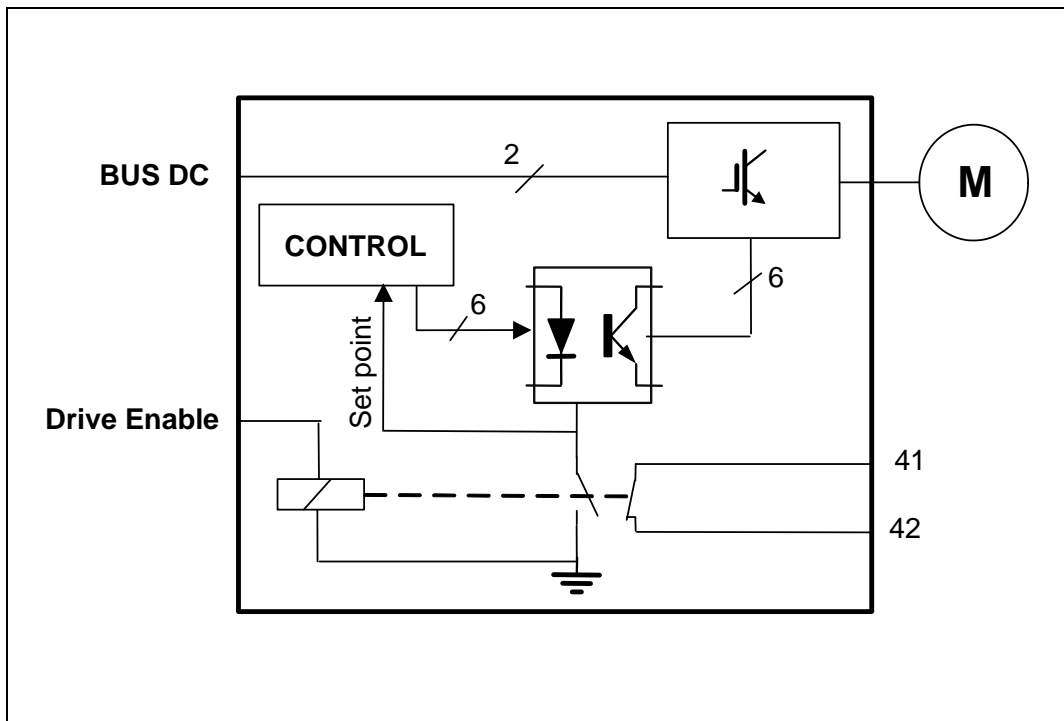 BUS DC
2
M
CONTROL
6
6
Set point
Drive Enable
41
42